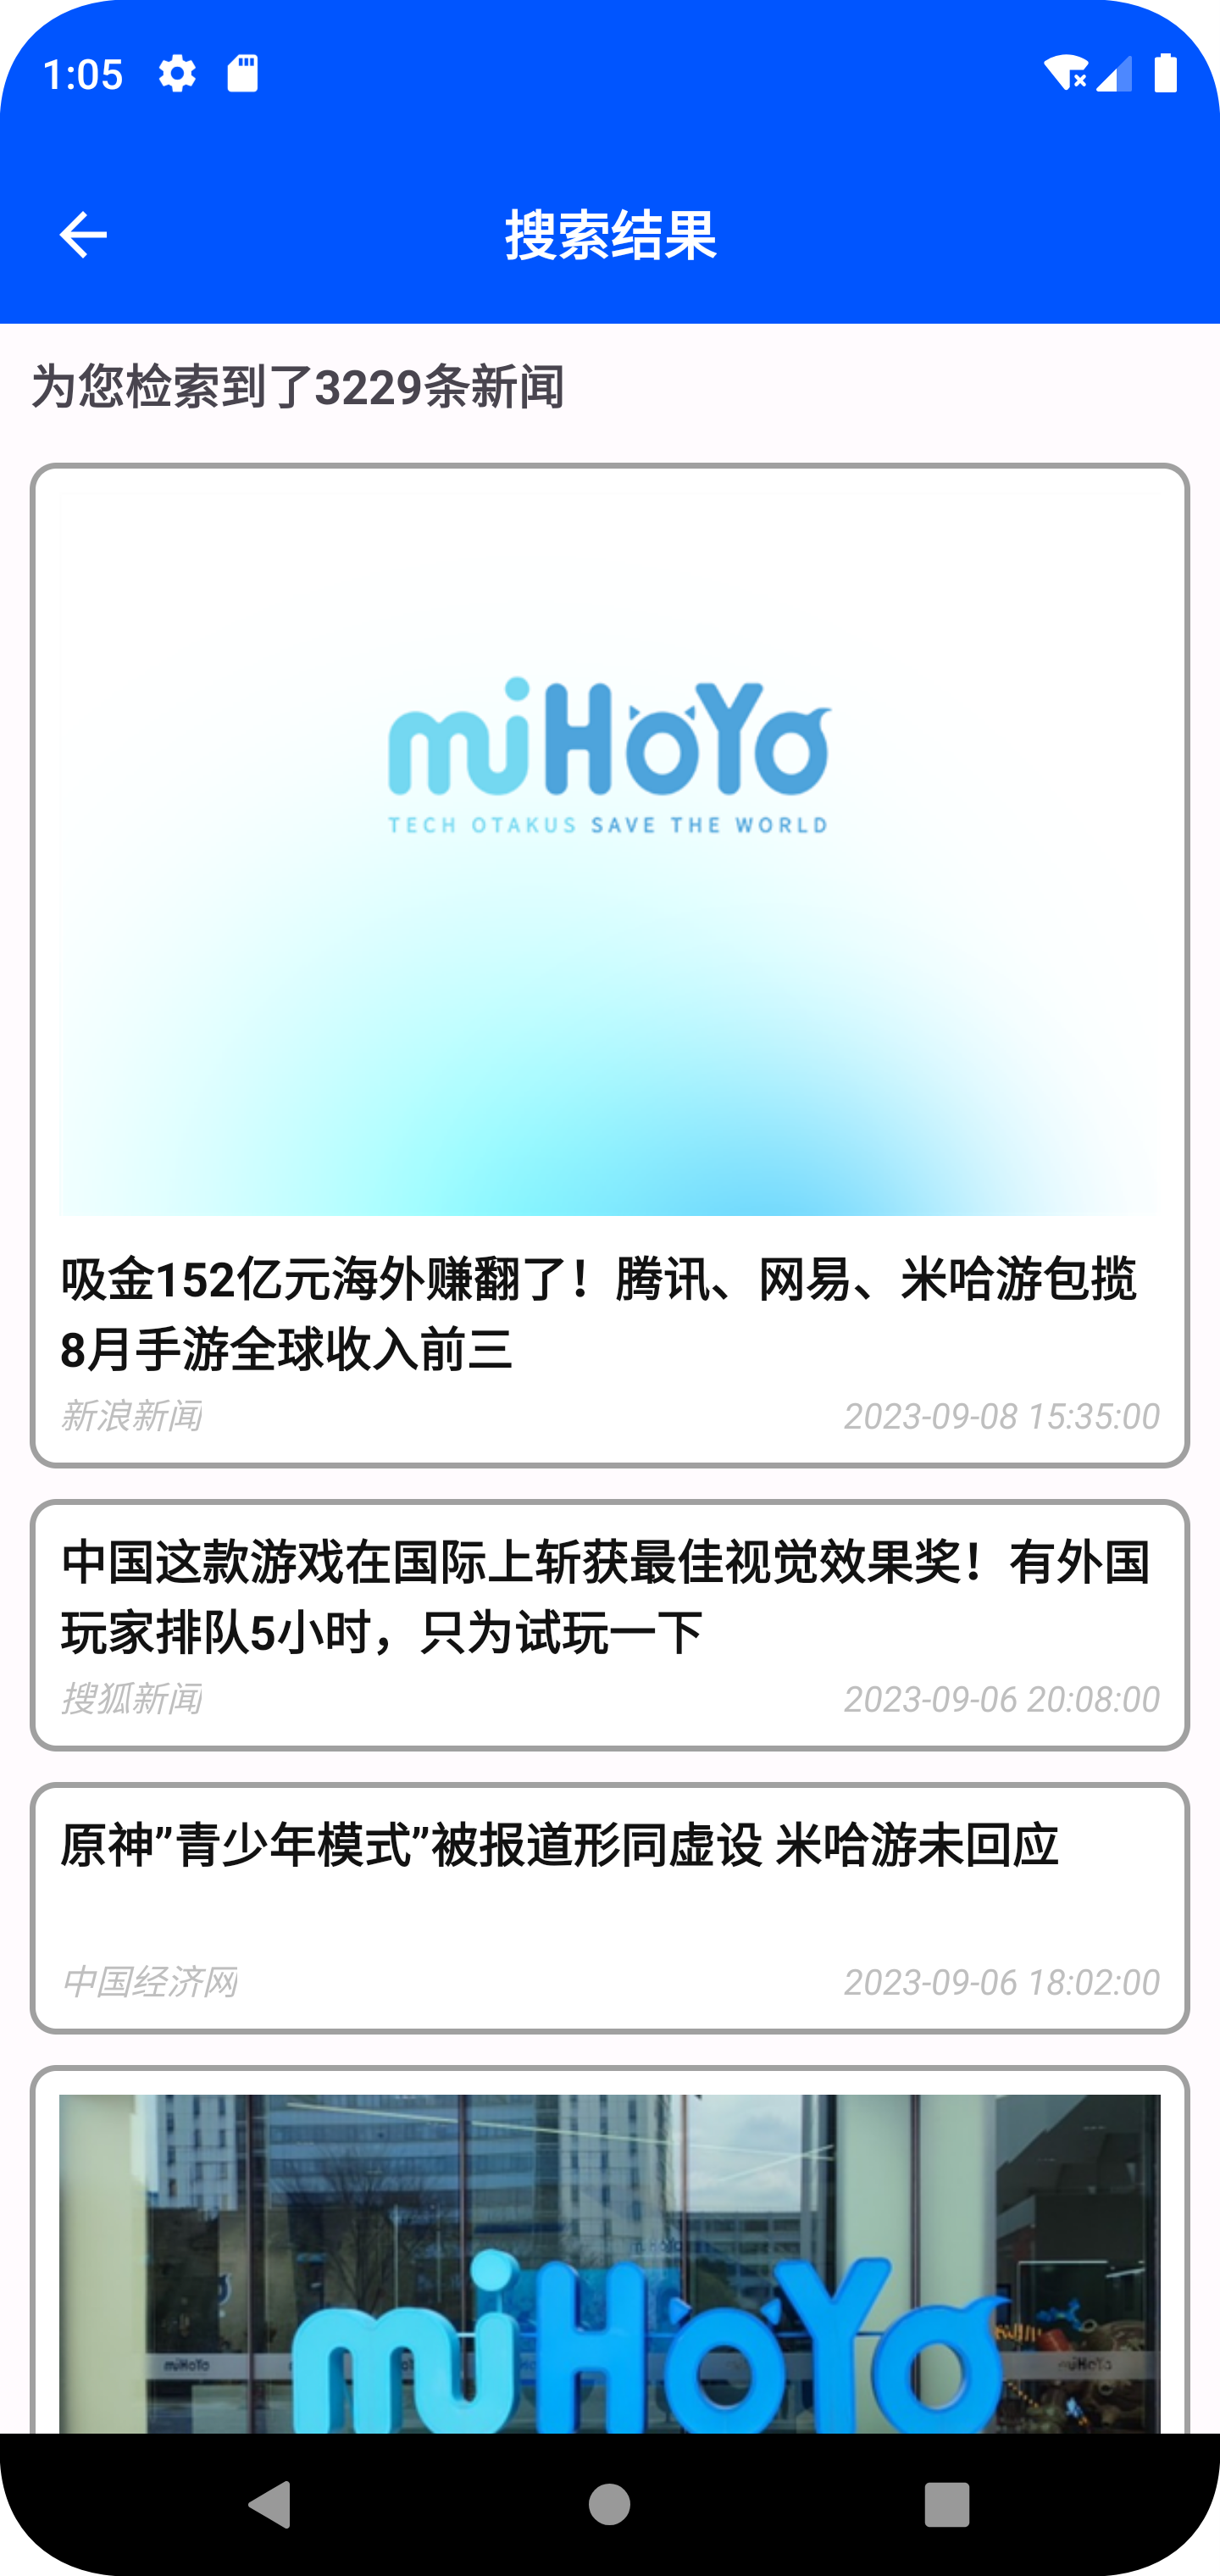 1:05
搜索结果
为您检索到了3229条新闻
miHoYo
TECH OTAKUS SAVE THE WORLD
吸金152亿元海外赚翻了！腾讯、网易、米哈游包揽
8月手游全球收入前三
新浪新闻 2023-09-08 15:35:00
中国这款游戏在国际上斩获最佳视觉效果奖！有外国
玩家排队5小时，只为试玩一下
搜狐新闻 2023-09-06 20:08:00
原神”青少年模式”被报道形同虚设 米哈游未回应
中国经济网 2023-09-06 18:02:00
miHoYo
miHoYo